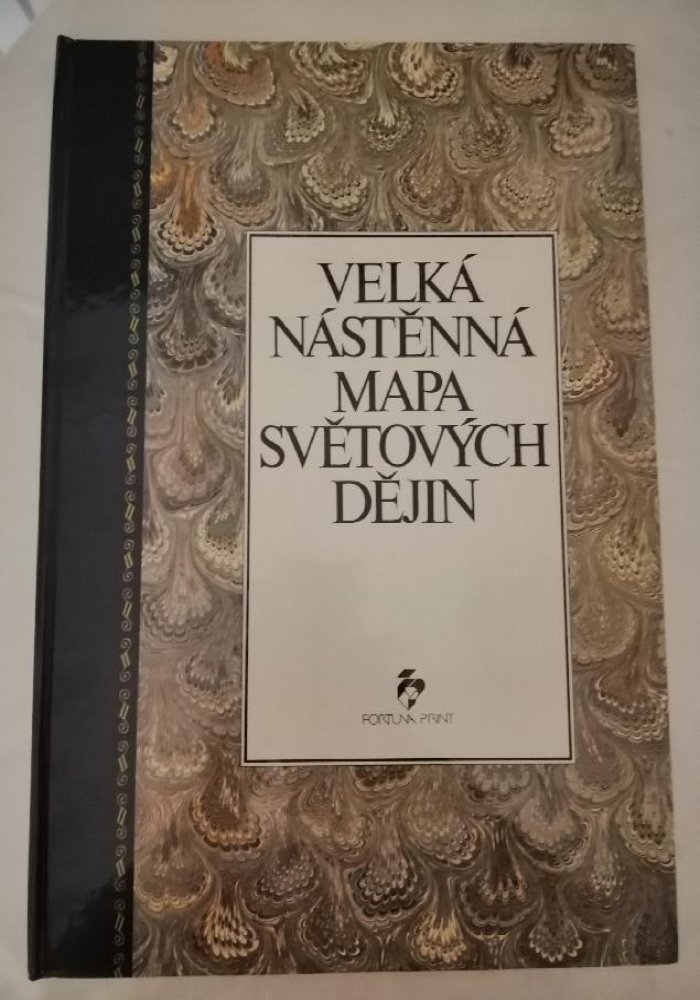 VELKÁ
NÁSTĚNNÁ
MAPA
SVĚTOVÝCH
DĚJIN
FORTUNA PRINT